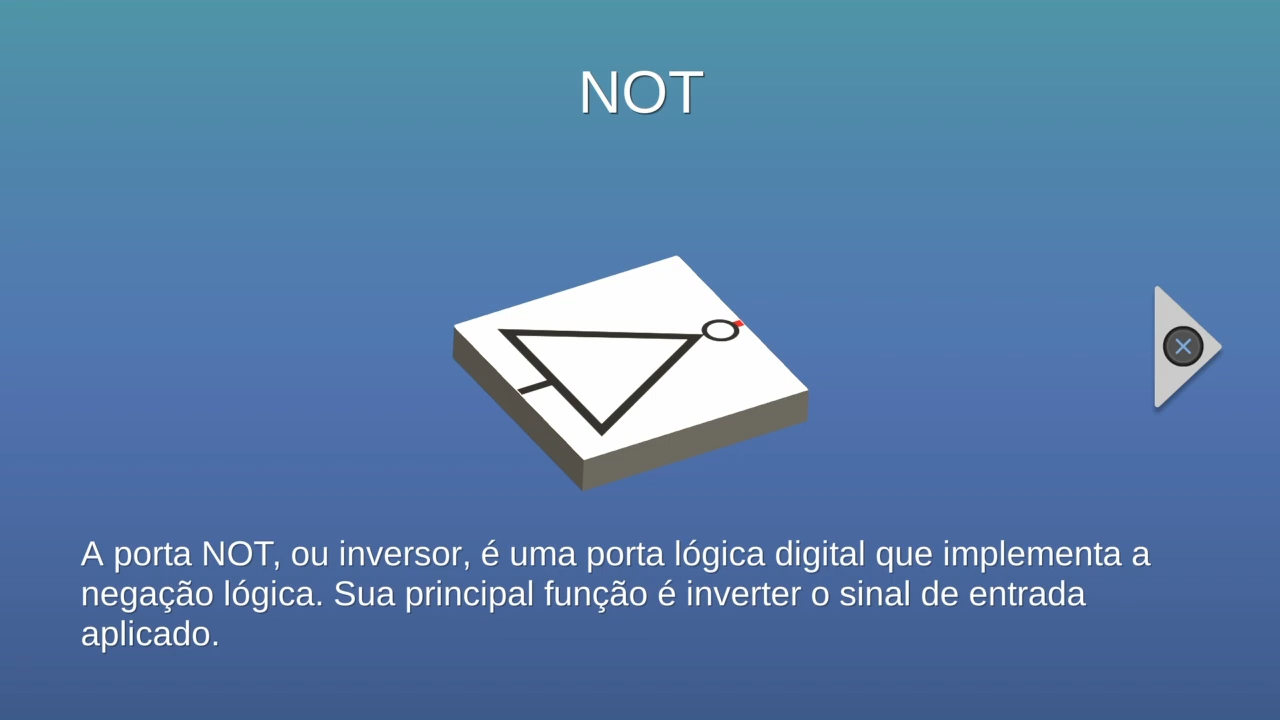 NOT
A porta NOT, ou inversor, é uma porta lógica digital que implementa a
negação lógica. Sua principal função é inverter o sinal de entrada
aplicado.